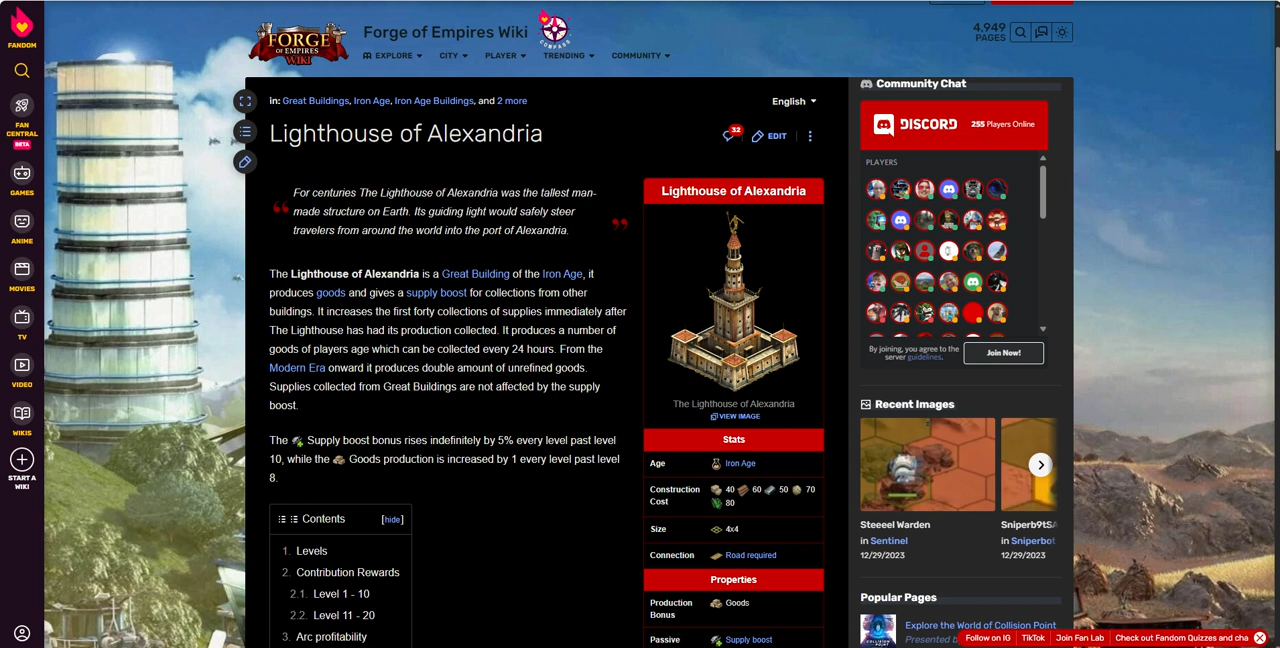 FANDOM
FAN
CENTRAL
BETA
GAMES
ANIME
MOVIES
TV
VIDEO
WIKIS
START A
WIKI
FORGE
OF EMPIRES
WIKI
Forge of Empires Wiki
COMPASS
EXPLORE
CITY
PLAYER
TRENDING
COMMUNITY
4,949
PAGES
in: Great Buildings, Iron Age, Iron Age Buildings, and 2 more
English
Lighthouse of Alexandria
32
EDIT
“ For centuries The Lighthouse of Alexandria was the tallest man-
made structure on Earth. Its guiding light would safely steer
travelers from around the world into the port of Alexandria. ”
The Lighthouse of Alexandria is a Great Building of the Iron Age, it
produces goods and gives a supply boost for collections from other
buildings. It increases the first forty collections of supplies immediately after
The Lighthouse has had its production collected. It produces a number of
goods of players age which can be collected every 24 hours. From the
Modern Era onward it produces double amount of unrefined goods.
Supplies collected from Great Buildings are not affected by the supply
boost.
The Supply boost bonus rises indefinitely by 5% every level past level
10, while the Goods production is increased by 1 every level past level
8.
Contents [hide]
1. Levels
2. Contribution Rewards
2.1. Level 1 - 10
2.2. Level 11 - 20
3. Arc profitability
Lighthouse of Alexandria
The Lighthouse of Alexandria
VIEW IMAGE
Stats
Age Iron Age
Construction
Cost
40 60 50 70
80
Size 4x4
Connection Road required
Properties
Production
Bonus
Goods
Passive Supply boost
Community Chat
DISCORD 255 Players Online
PLAYERS
By joining, you agree to the
server guidelines.
Join Now!
Recent Images
Steeeel Warden
in Sentinel
12/29/2023
Sniperb9tSA
in Sniperbot
12/29/2023
Popular Pages
Explore the World of Collision Point
Presented b
Follow on IG
TikTok
Join Fan Lab
Check out Fandom Quizzes and cha